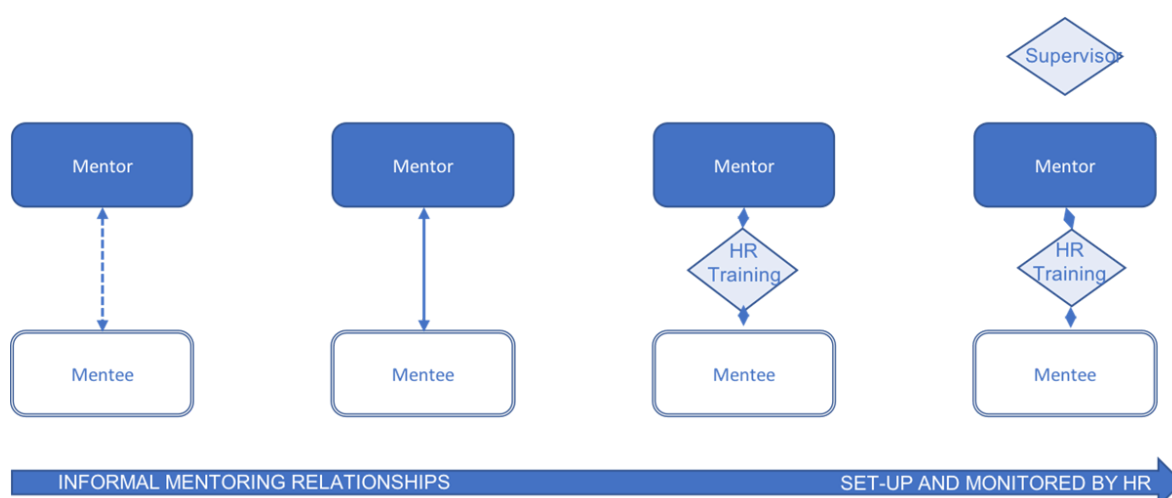 Supervisor
Mentor
Mentor
Mentor
Mentor
HR
Training
HR
Training
Mentee
Mentee
Mentee
Mentee
INFORMAL MENTORING RELATIONSHIPS
SET-UP AND MONITORED BY HR